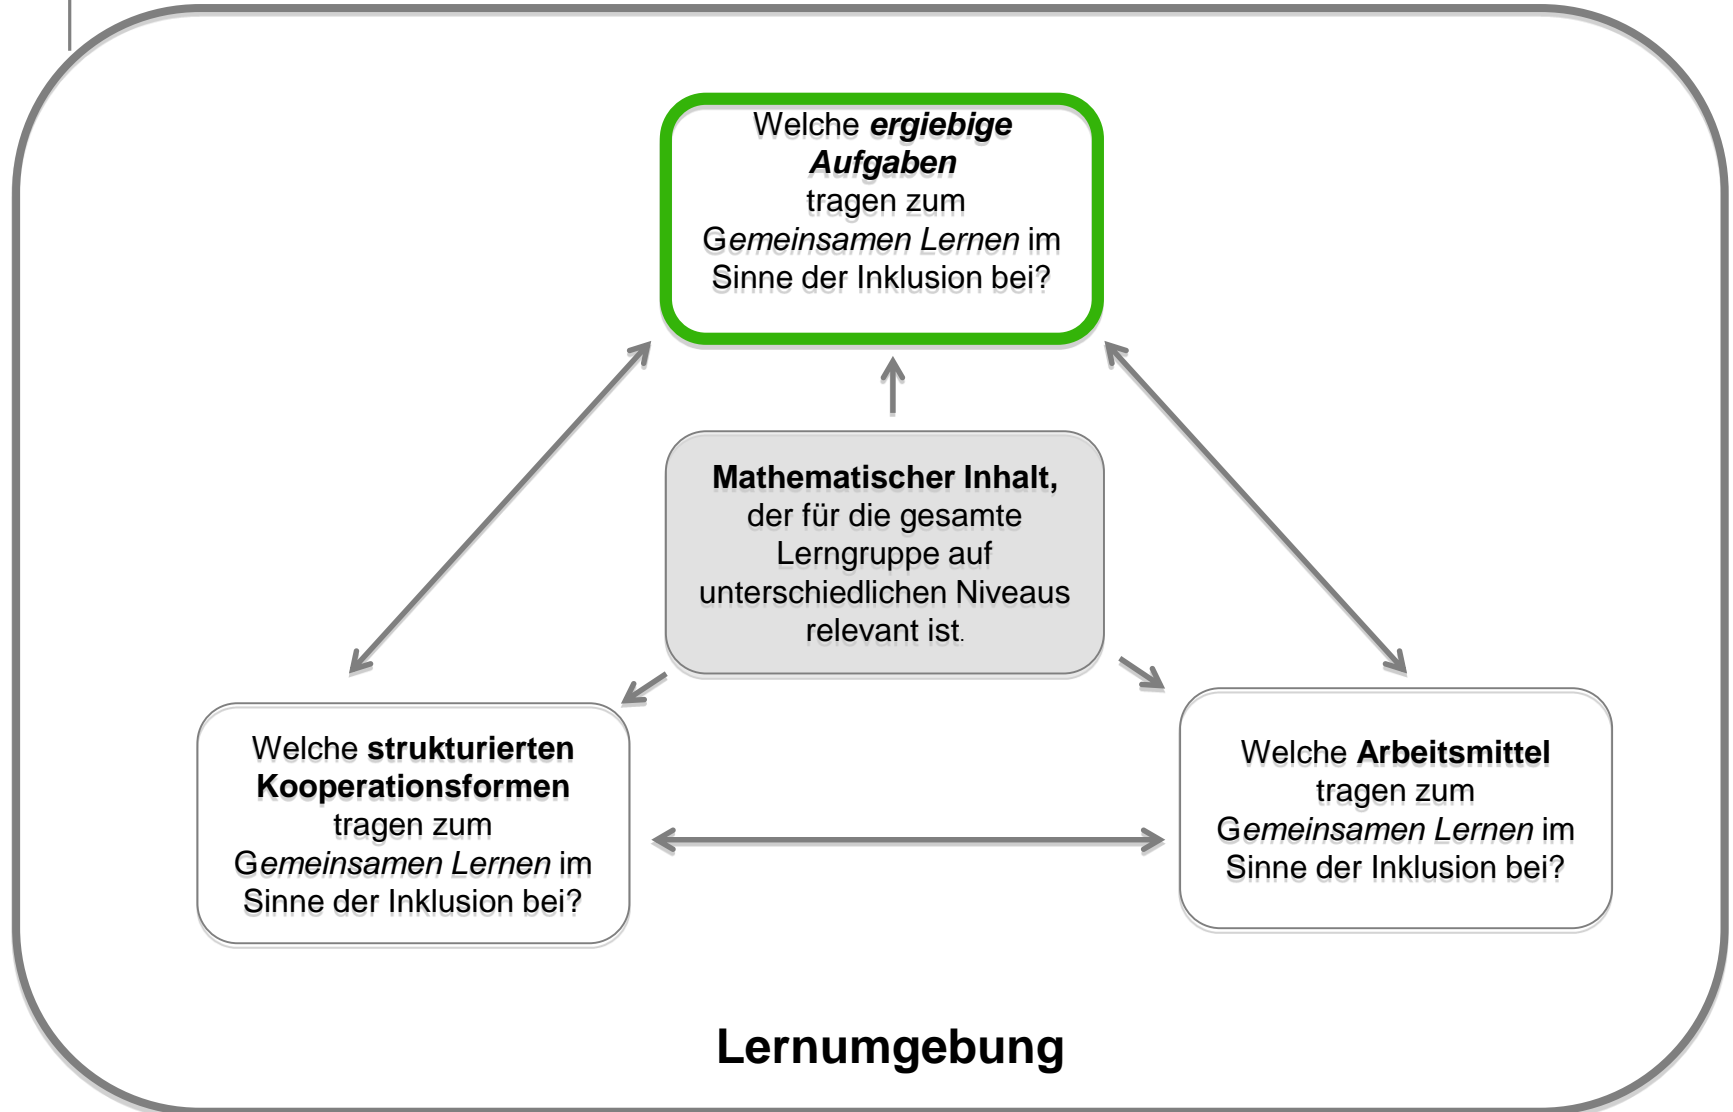 Welche ergiebige
Aufgaben
tragen zum
Gemeinsamen Lernen im
Sinne der Inklusion bei?
Mathematischer Inhalt,
der für die gesamte
Lerngruppe auf
unterschiedlichen Niveaus
relevant ist.
Welche strukturierten
Kooperationsformen
tragen zum
Gemeinsamen Lernen im
Sinne der Inklusion bei?
Welche Arbeitsmittel
tragen zum
Gemeinsamen Lernen im
Sinne der Inklusion bei?
Lernumgebung